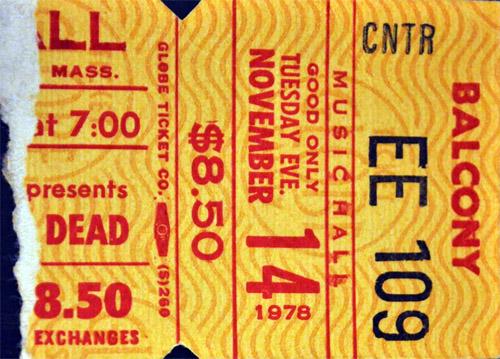 ALL
MASS.
at 7:00
presents
DEAD
8.50
EXCHANGES
GLOBE TICKET CO. (S)269
$8.50
NOVEMBER
TUESDAY EVE.
GOOD ONLY
14
1978
MUSIC HALL
CNTR
EE 109
BALCONY